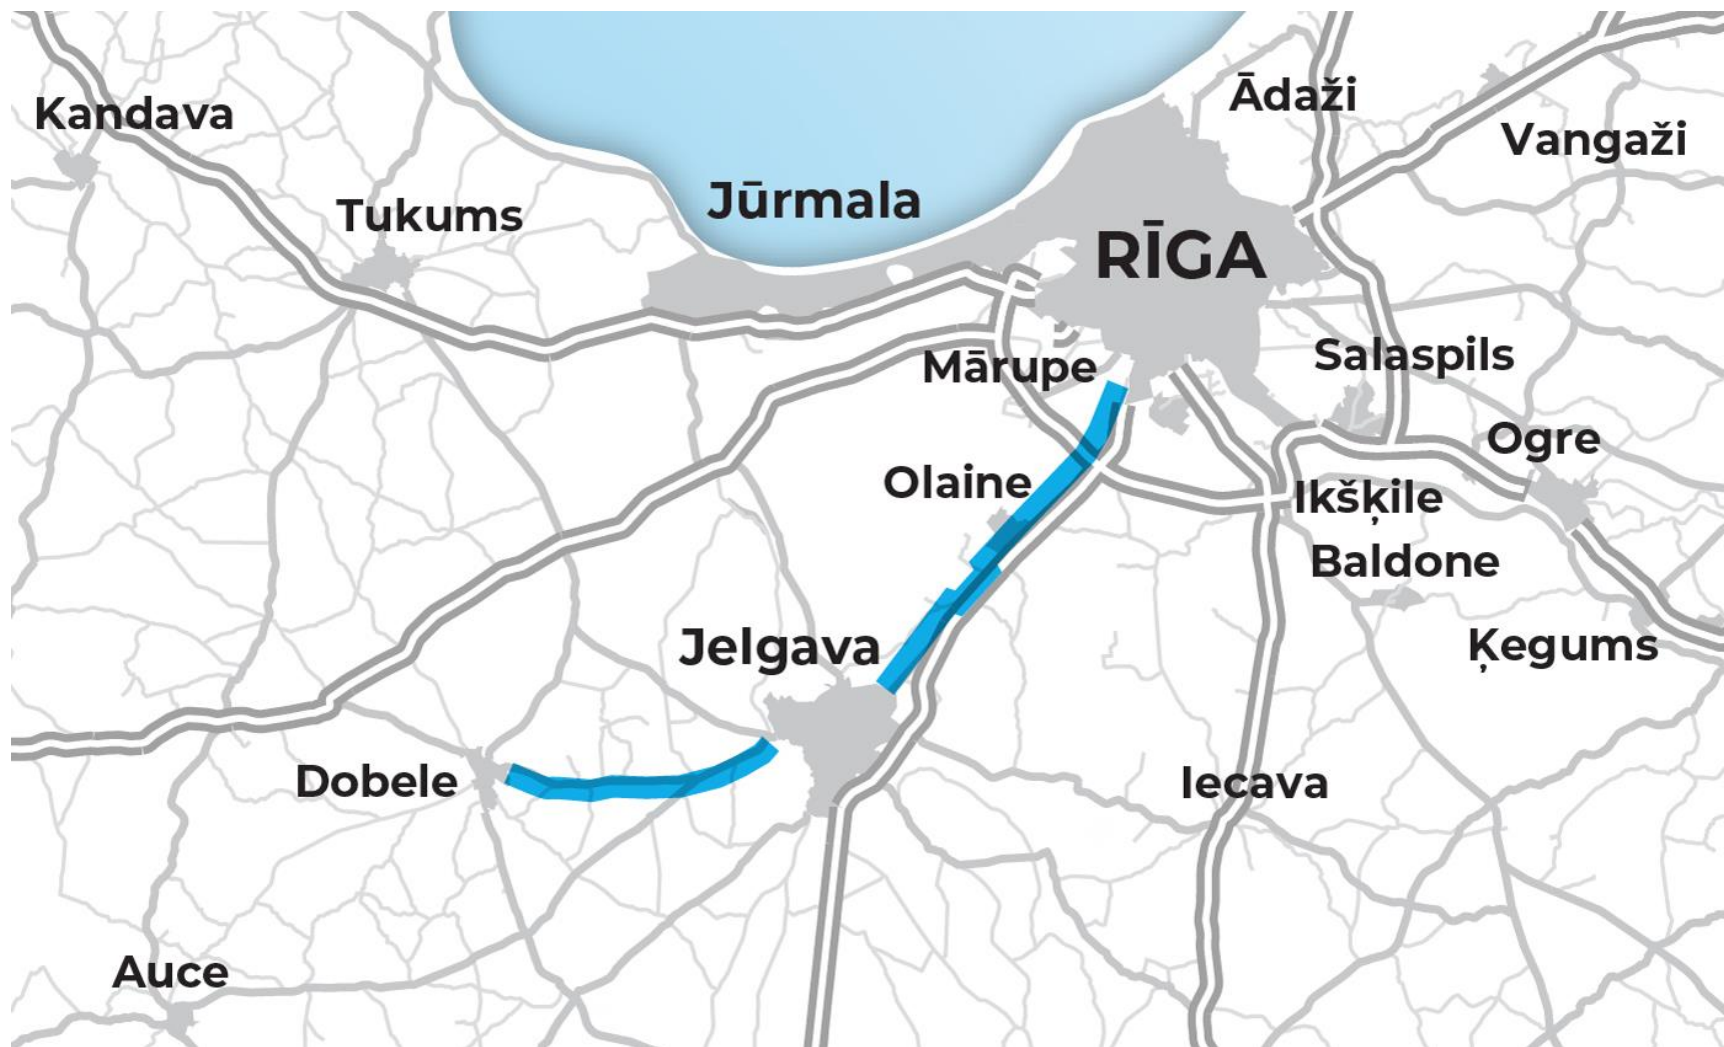 Ādaži
Kandava
Vangaži
Jūrmala
Tukums
RĪGA
Salaspils
Mārupe
Ogre
Olaine
Ikšķile
Baldone
Jelgava
Ķegums
Dobele
Iecava
Auce